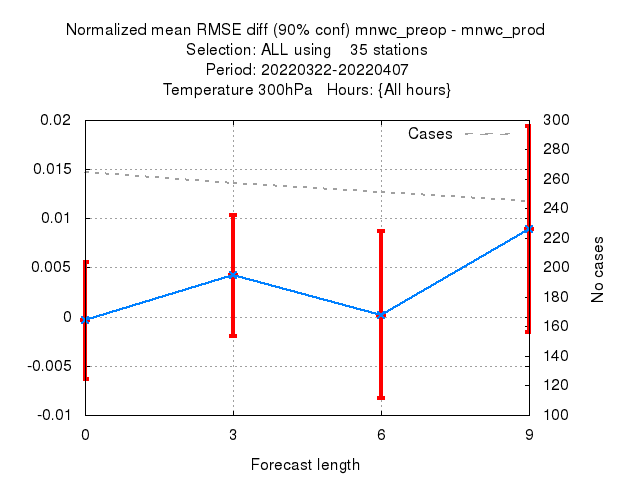 Normalized mean RMSE diff (90% conf) mnwc_preop - mnwc_prod
Selection: ALL using    35 stations
Period: 20220322-20220407
Temperature 300hPa   Hours: {All hours}
Cases
0.02
0.015
0.01
0.005
0
-0.005
-0.01
300
280
260
240
220
200
180
160
140
120
100
No cases
0 3 6 9
Forecast length